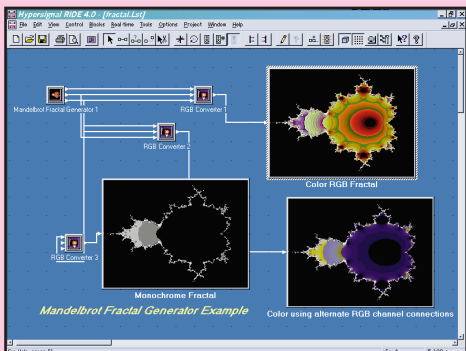 Hypersignal RIDE 4.0 - [fractal.Lst]
File Edit View Control Blocks Real-time Tools Options Project Window Help
Mandelbrot Fractal Generator 1
RGB Converter 1
RGB Converter 2
Color RGB Fractal
RGB Converter 3
Monochrome Fractal
Mandelbrot Fractal Generator Example
Color using alternate RGB channel connections